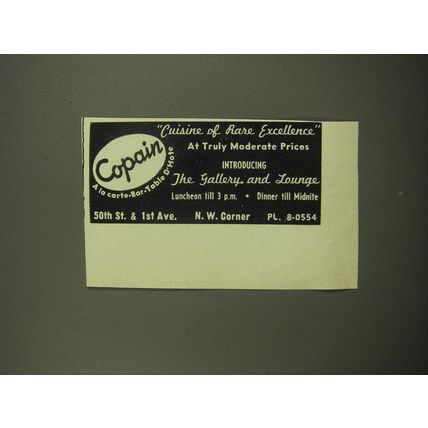 "Cuisine of Rare Excellence"
At Truly Moderate Prices
Copain
A la carte-Bar-Table D'Hote
INTRODUCING
The Gallery and Lounge
Luncheon till 3 p.m. • Dinner till Midnite
50th St. & 1st Ave. N. W. Corner PL. 8-0554